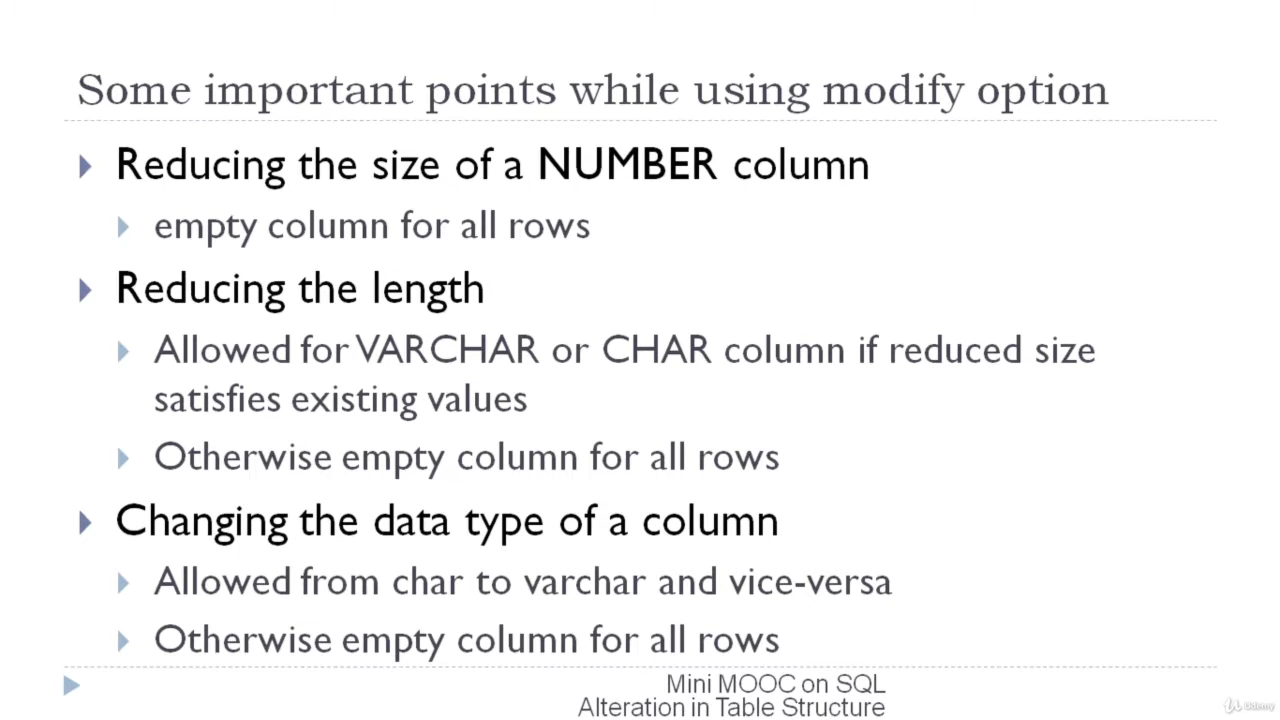 Some important points while using modify option
Reducing the size of a NUMBER column
empty column for all rows
Reducing the length
Allowed for VARCHAR or CHAR column if reduced size
satisfies existing values
Otherwise empty column for all rows
Changing the data type of a column
Allowed from char to varchar and vice-versa
Otherwise empty column for all rows
Mini MOOC on SQL
Alteration in Table Structure
Udemy